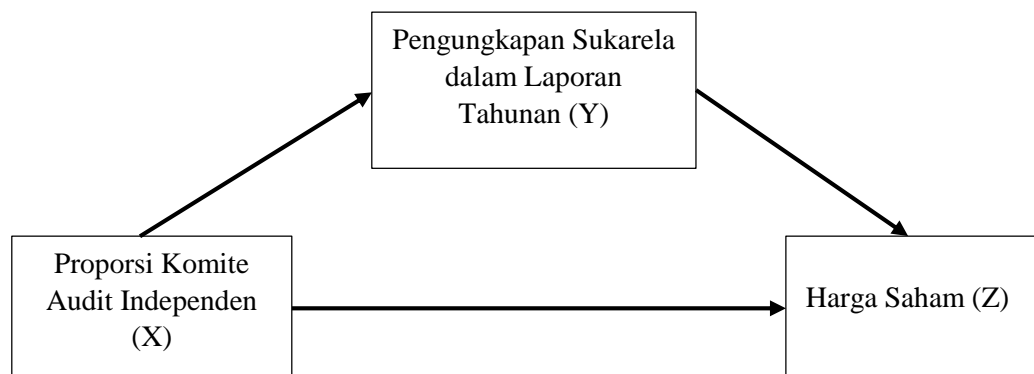 Pengungkapan Sukarela
dalam Laporan
Tahunan (Y)
Proporsi Komite
Audit Independen
(X)
Harga Saham (Z)